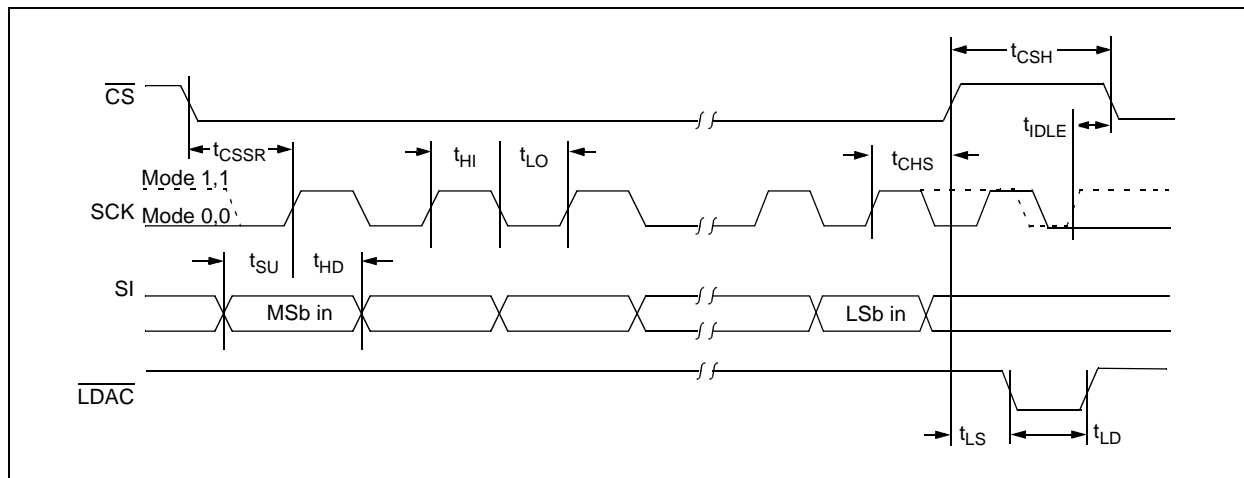 tCSH
CS
tIDLE
tCSSR
tHI
tLO
tCHS
Mode 1,1
SCK
Mode 0,0
tSU
tHD
SI
MSb in
LSb in
LDAC
tLS
tLD